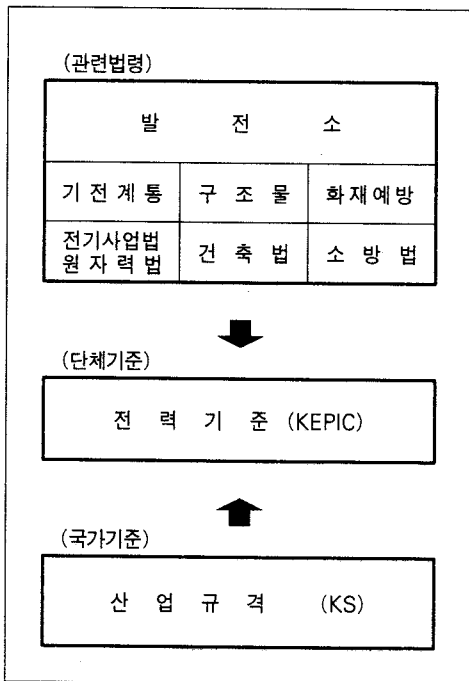 (관련법령)
발 전 소
기 전 계 통 구 조 물 화 재 예 방
전기사업법 건 축 법 소 방 법
원 자 력 법
(단체기준)
전 력 기 준 (KEPIC)
(국가기준)
산 업 규 격 (KS)